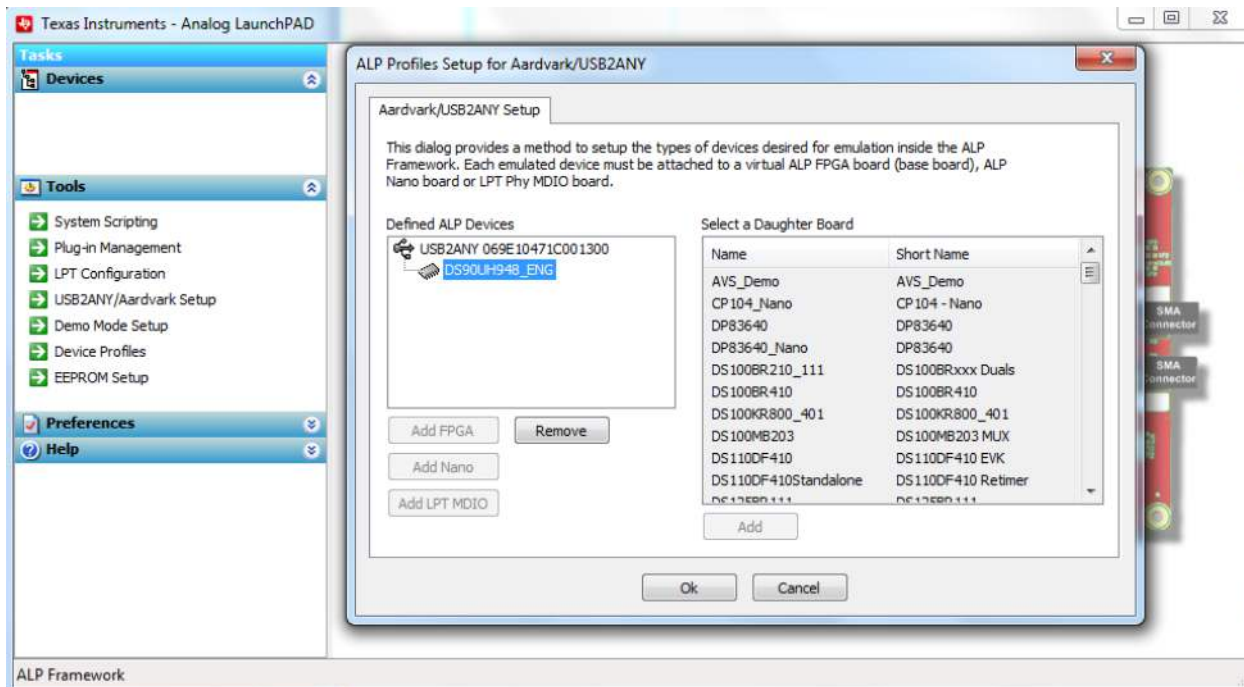 Texas Instruments - Analog LaunchPAD
Tasks
Devices
Tools
System Scripting
Plug-in Management
LPT Configuration
USB2ANY/Aardvark Setup
Demo Mode Setup
Device Profiles
EEPROM Setup
Preferences
Help
ALP Profiles Setup for Aardvark/USB2ANY
Aardvark/USB2ANY Setup
This dialog provides a method to setup the types of devices desired for emulation inside the ALP
Framework. Each emulated device must be attached to a virtual ALP FPGA board (base board), ALP
Nano board or LPT Phy MDIO board.
Defined ALP Devices
USB2ANY 069E10471C001300
DS90UH948_ENG
Add FPGA Remove
Add Nano
Add LPT MDIO
Select a Daughter Board
Name Short Name
AVS_Demo AVS_Demo
CP104_Nano CP104 - Nano
DP83640 DP83640
DP83640_Nano DP83640
DS100BR210_111 DS100BRxxx Duals
DS100BR410 DS100BR410
DS100KR800_401 DS100KR800_401
DS100MB203 DS100MB203 MUX
DS110DF410 DS110DF410 EVK
DS110DF410Standalone DS110DF410 Retimer
Add
Ok Cancel
SMA
SMA
ALP Framework